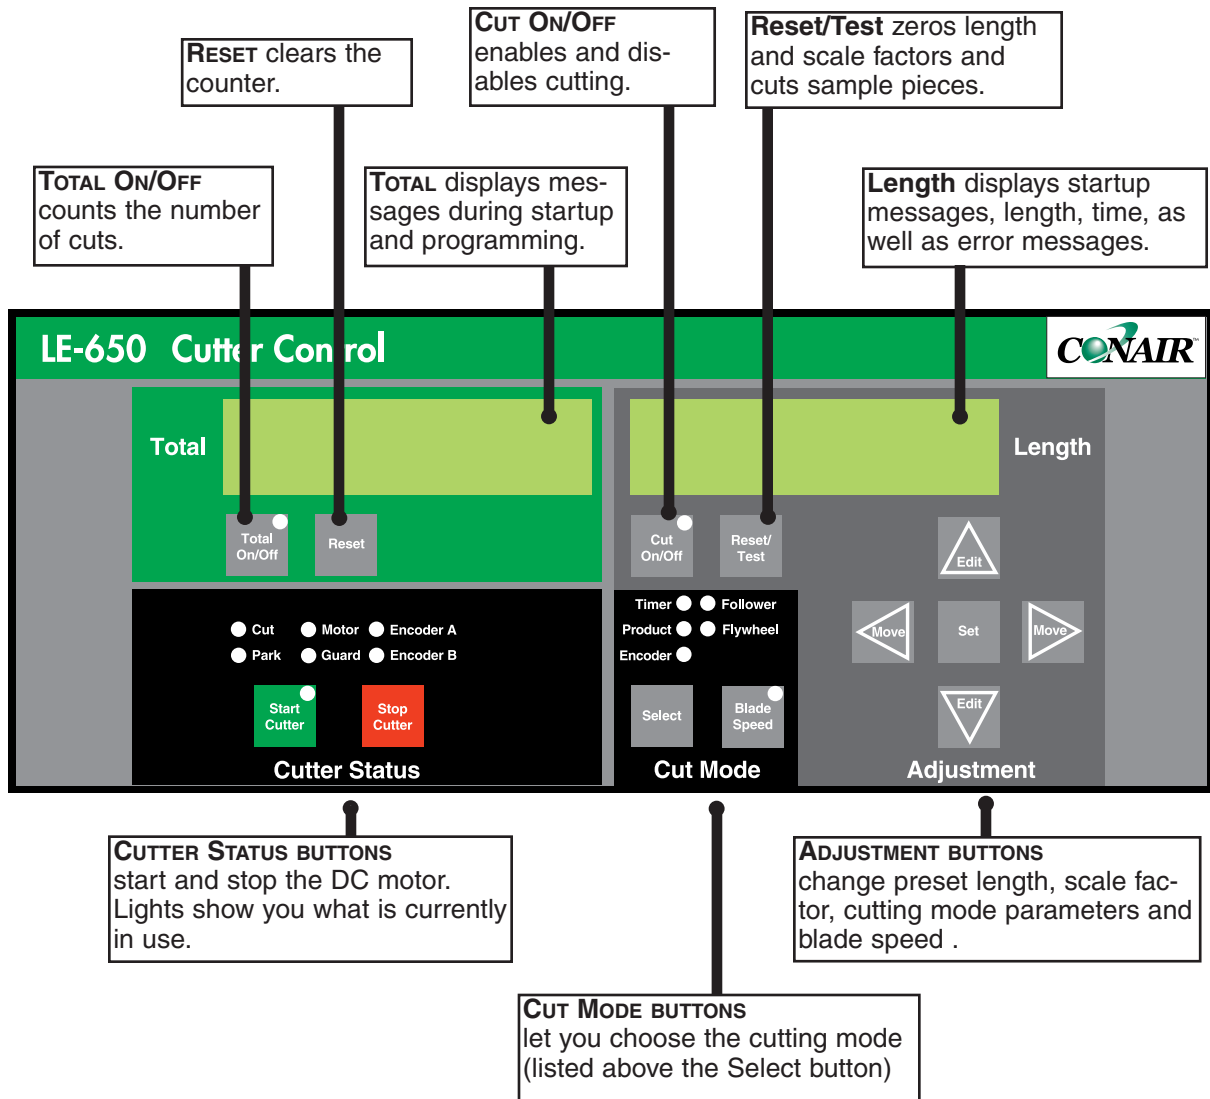 RESET clears the
counter.
CUT ON/OFF
enables and dis-
ables cutting.
Reset/Test zeros length
and scale factors and
cuts sample pieces.
TOTAL ON/OFF
counts the number
of cuts.
TOTAL displays mes-
sages during startup
and programming.
Length displays startup
messages, length, time, as
well as error messages.
LE-650 Cutter Control
CONAIR™
Total
Length
Total
On/Off
Reset
Cut
On/Off
Reset/
Test
Edit
Move
Set
Move
Edit
Cut
Motor
Encoder A
Park
Guard
Encoder B
Start
Cutter
Stop
Cutter
Cutter Status
Timer
Follower
Product
Flywheel
Encoder
Select
Blade
Speed
Cut Mode
Adjustment
CUTTER STATUS BUTTONS
start and stop the DC motor.
Lights show you what is currently
in use.
ADJUSTMENT BUTTONS
change preset length, scale fac-
tor, cutting mode parameters and
blade speed .
CUT MODE BUTTONS
let you choose the cutting mode
(listed above the Select button)